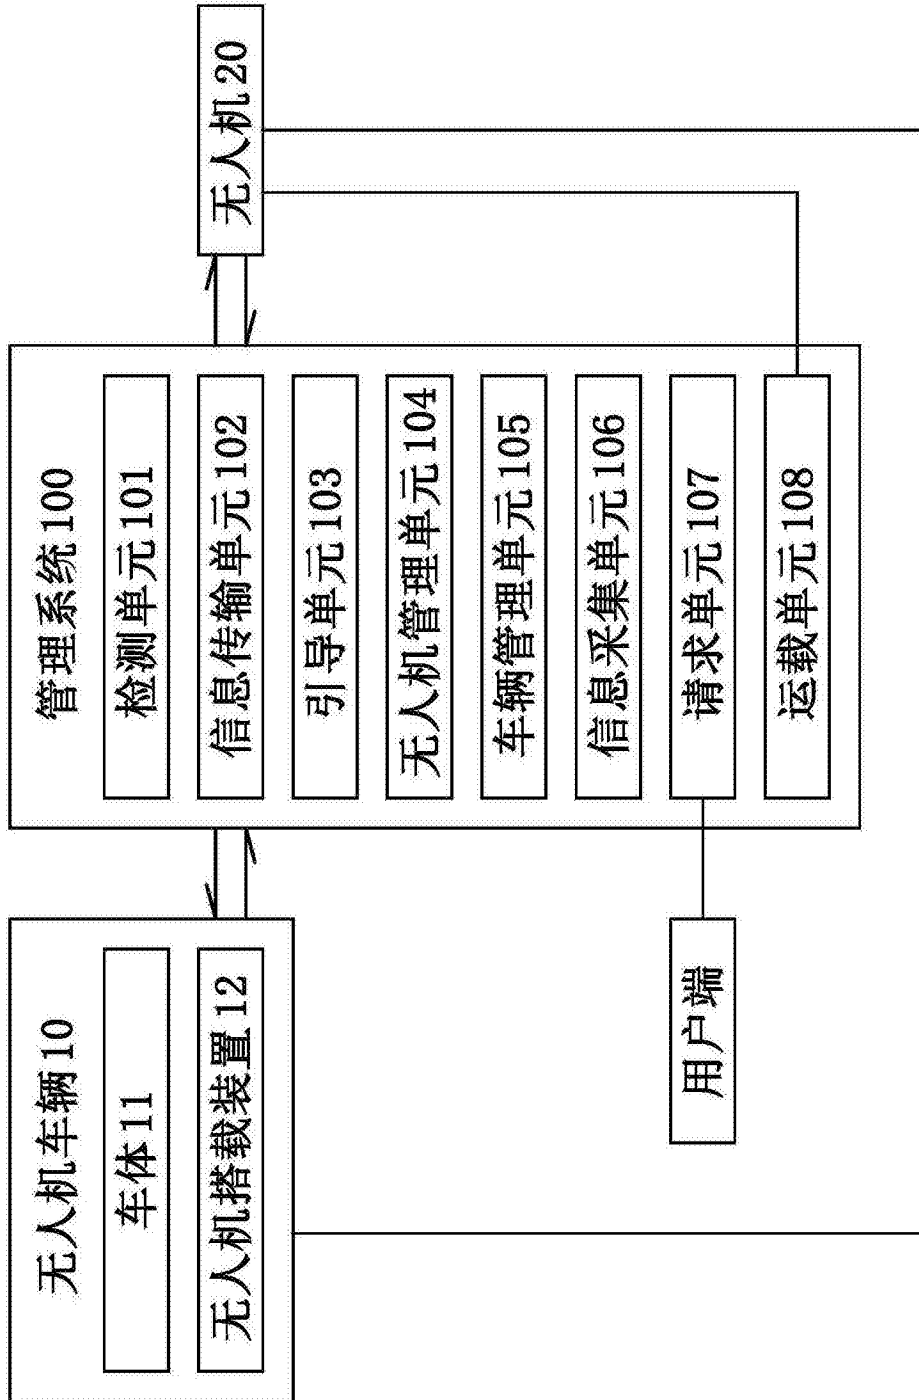 无人机车辆10
车体11
无人机搭载装置12
管理系统100
检测单元101
信息传输单元102
引导单元103
无人机管理单元104
车辆管理单元105
信息采集单元106
请求单元107
运载单元108
无人机20
用户端